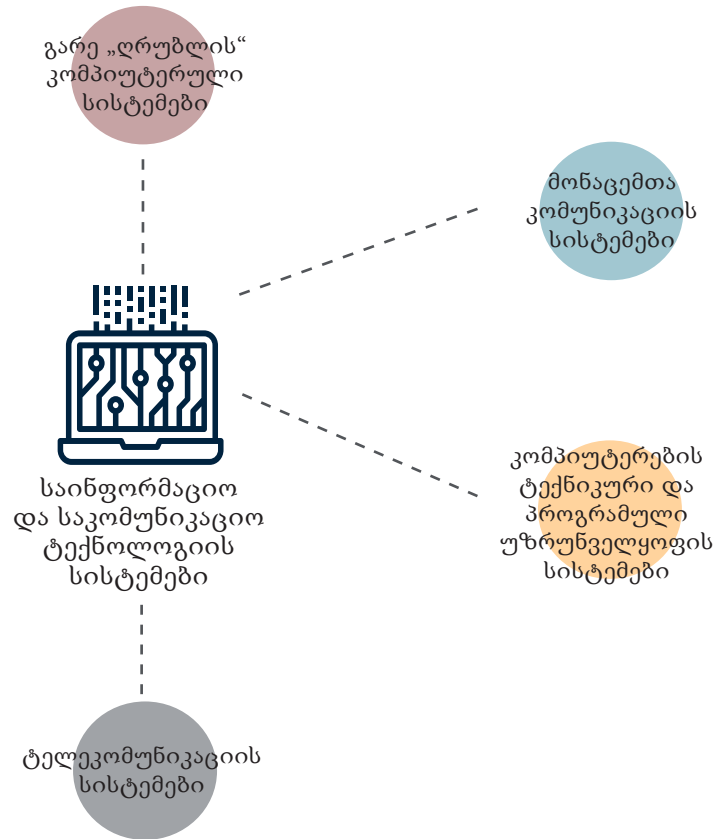 გარე „ღრუბლის“
კომპიუტერული
სისტემები
მონაცემთა
კომუნიკაციის
სისტემები
საინფორმაციო
და საკომუნიკაციო
ტექნოლოგიის
სისტემები
კომპიუტერების
ტექნიკური და
პროგრამული
უზრუნველყოფის
სისტემები
ტელეკომუნიკაციის
სისტემები